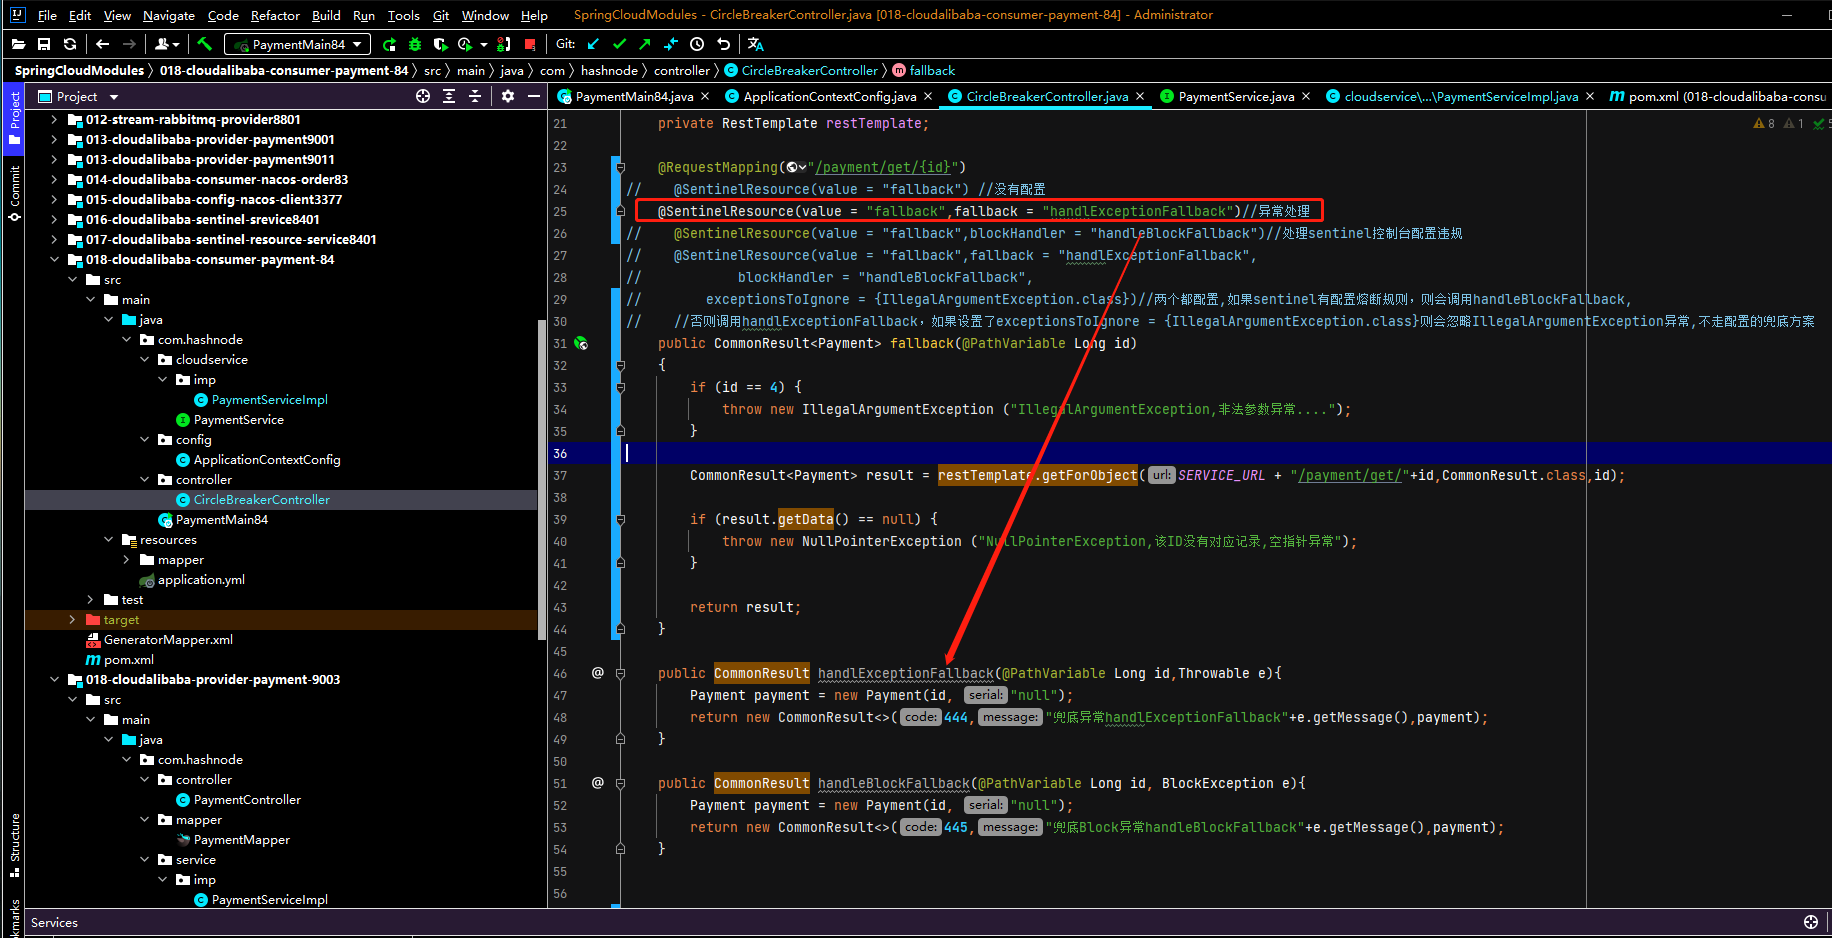 File Edit View Navigate Code Refactor Build Run Tools Git Window Help SpringCloudModules - CircleBreakerController.java [018-cloudalibaba-consumer-payment-84] - Administrator
PaymentMain84 Git:
SpringCloudModules 018-cloudalibaba-consumer-payment-84 src main java com hashnode controller CircleBreakerController fallback
Project
PaymentMain84.java ApplicationContextConfig.java CircleBreakerController.java PaymentService.java cloudservice\...\PaymentServiceImpl.java pom.xml (018-cloudalibaba-consu
Project
Commit
Structure
012-stream-rabbitmq-provider8801
013-cloudalibaba-provider-payment9001
013-cloudalibaba-provider-payment9011
014-cloudalibaba-consumer-nacos-order83
015-cloudalibaba-config-nacos-client3377
016-cloudalibaba-sentinel-srevice8401
017-cloudalibaba-sentinel-resource-service8401
018-cloudalibaba-consumer-payment-84
src
main
java
com.hashnode
cloudservice
imp
PaymentServiceImpl
PaymentService
config
ApplicationContextConfig
controller
CircleBreakerController
PaymentMain84
resources
mapper
application.yml
test
target
GeneratorMapper.xml
pom.xml
018-cloudalibaba-provider-payment-9003
src
main
java
com.hashnode
controller
PaymentController
mapper
PaymentMapper
service
imp
PaymentServiceImpl
8 1 5
21 private RestTemplate restTemplate;
22
23 @RequestMapping("/payment/get/{id}")
24 // @SentinelResource(value = "fallback") //没有配置
25 @SentinelResource(value = "fallback",fallback = "handlExceptionFallback")//异常处理
26 // @SentinelResource(value = "fallback",blockHandler = "handleBlockFallback")//处理sentinel控制台配置违规
27 // @SentinelResource(value = "fallback",fallback = "handlExceptionFallback",
28 // blockHandler = "handleBlockFallback",
29 // exceptionsToIgnore = {IllegalArgumentException.class})//两个都配置,如果sentinel有配置熔断规则，则会调用handleBlockFallback,
30 // //否则调用handlExceptionFallback，如果设置了exceptionsToIgnore = {IllegalArgumentException.class}则会忽略IllegalArgumentException异常,不走配置的兜底方案
31 public CommonResult<Payment> fallback(@PathVariable Long id)
32 {
33 if (id == 4) {
34 throw new IllegalArgumentException ("IllegalArgumentException,非法参数异常....");
35 }
36
37 CommonResult<Payment> result = restTemplate.getForObject( url: SERVICE_URL + "/payment/get/"+id,CommonResult.class,id);
38
39 if (result.getData() == null) {
40 throw new NullPointerException ("NullPointerException,该ID没有对应记录,空指针异常");
41 }
42
43 return result;
44 }
45
46 @ public CommonResult handlExceptionFallback(@PathVariable Long id,Throwable e){
47 Payment payment = new Payment(id, serial: "null");
48 return new CommonResult<>( code: 444, message: "兜底异常handlExceptionFallback"+e.getMessage(),payment);
49 }
50
51 @ public CommonResult handleBlockFallback(@PathVariable Long id, BlockException e){
52 Payment payment = new Payment(id, serial: "null");
53 return new CommonResult<>( code: 445, message: "兜底Block异常handleBlockFallback"+e.getMessage(),payment);
54 }
55
56
Services